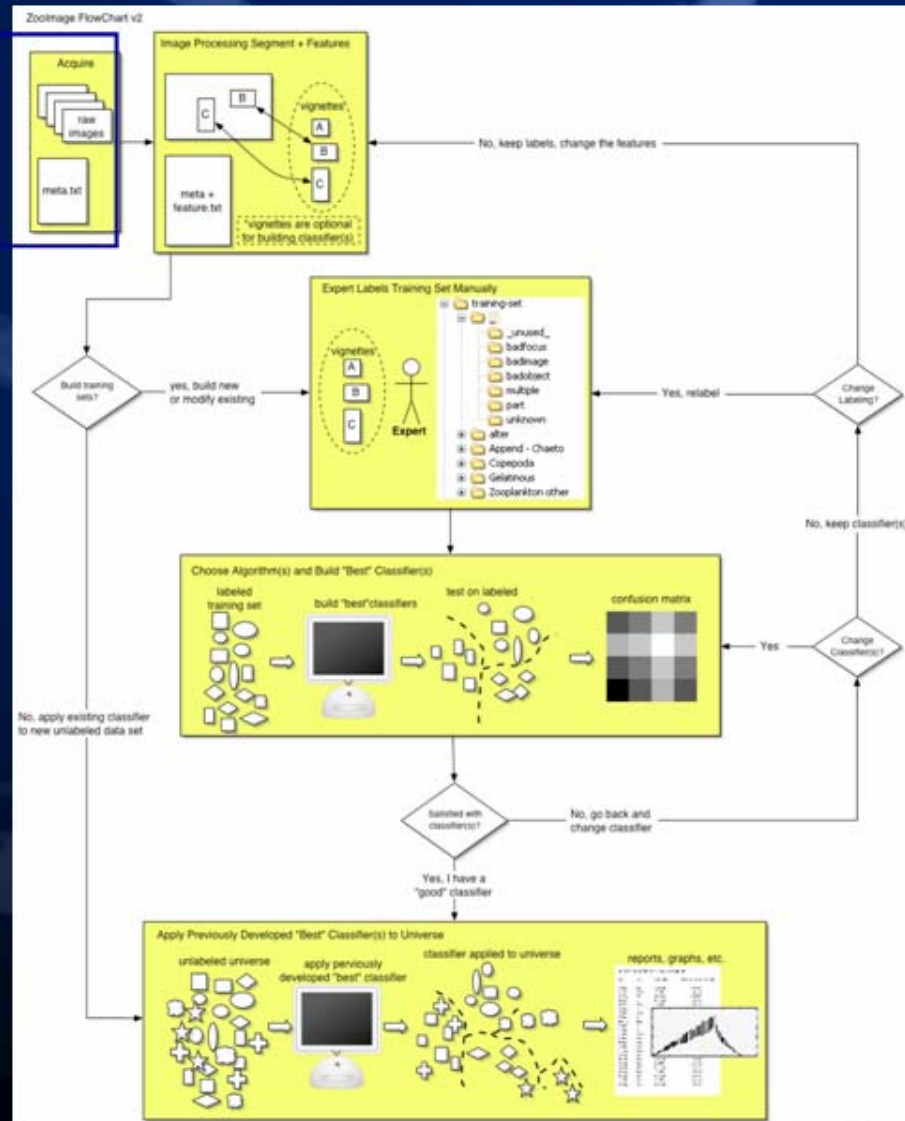 ZooImage FlowChart v2
Acquire
raw
images
meta.txt
Image Processing Segment + Features
B
C
"vignettes"
A
B
C
meta +
feature.txt
"vignettes are optional
for building classifier(s)
No, keep labels, change the features
Expert Labels Training Set Manually
"vignettes"
A
B
C
Expert
training-set
_
_unused_
badfocus
badimage
badobject
multiple
part
unknown
alter
Append - Chaeto
Copepoda
Gelatinous
Zooplankton other
Build training
sets?
yes, build new
or modify existing
Yes, relabel
Change
Labeling?
No, keep classifier(s)
Choose Algorithm(s) and Build "Best" Classifier(s)
labeled
training set
build "best"classifiers
test on labeled
confusion matrix
Yes
Change
Classifier(s)?
No, apply existing classifier
to new unlabeled data set
Satisfied with
classifier(s)?
No, go back and
change classifier
Yes, I have a
"good" classifier
Apply Previously Developed "Best" Classifier(s) to Universe
unlabeled universe
apply perviously
developed "best" classifier
classifier applied to universe
reports, graphs, etc.